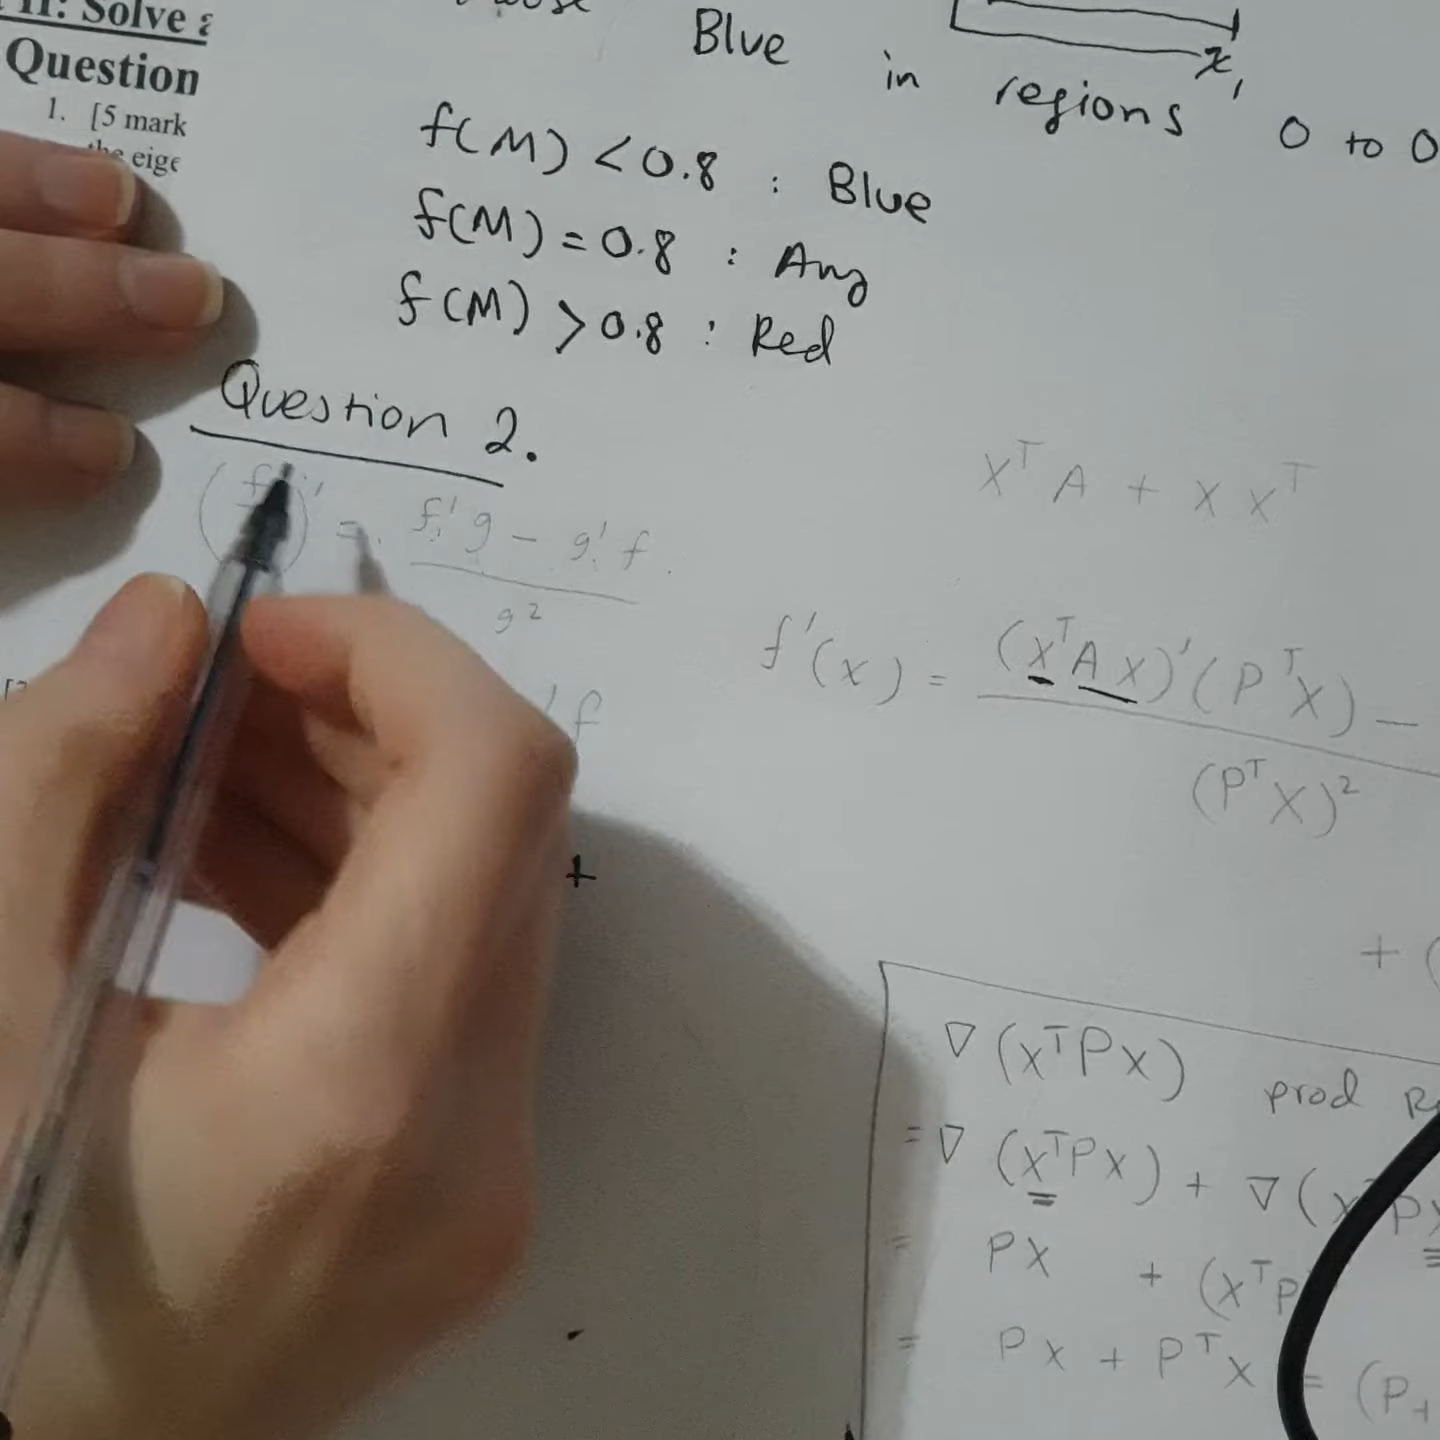 II: Solve
Question
1. [5 mark
the eige
Blue in regions 0 to 0
x₁
f(M) < 0.8 : Blue
f(M) = 0.8 : Any
f(M) > 0.8 : Red
Question 2.
f'g - g'f
g²
'f
+
xᵀA + x xᵀ
f'(x) = (xᵀAx)'(Pᵀx) -
(Pᵀx)²
+ (
∇(xᵀPx) prod
= ∇(xᵀPx) + ∇(x
= Px + (xᵀP
= Px + Pᵀx = (P+